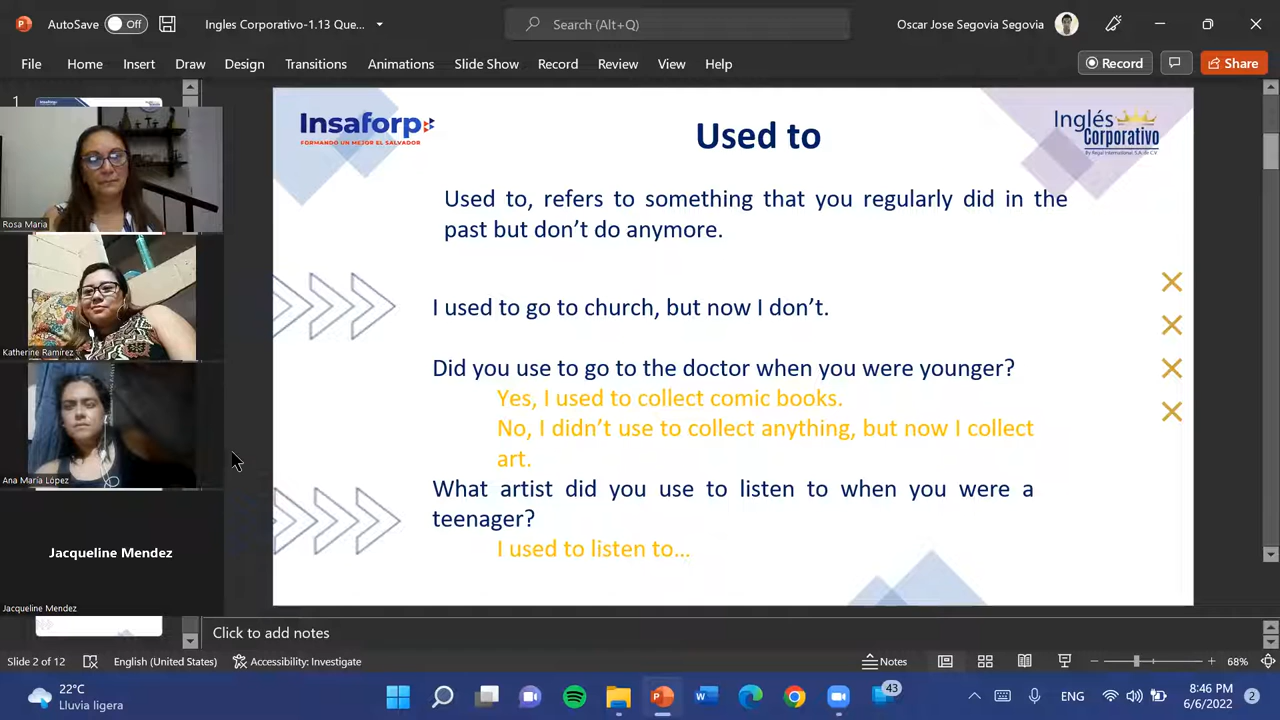 AutoSave Off Ingles Corporativo-1.13 Que... Search (Alt+Q) Oscar Jose Segovia Segovia
File Home Insert Draw Design Transitions Animations Slide Show Record Review View Help Record Share
1
Insaforp
FORMANDO UN MEJOR EL SALVADOR
Used to
Inglés
Corporativo
By Regal International S.A. de C.V.
Used to, refers to something that you regularly did in the
past but don't do anymore.
I used to go to church, but now I don't.
Did you use to go to the doctor when you were younger?
Yes, I used to collect comic books.
No, I didn't use to collect anything, but now I collect
art.
What artist did you use to listen to when you were a
teenager?
I used to listen to...
Rosa Maria
Katherine Ramirez
Ana María López
Jacqueline Mendez
Jacqueline Mendez
Click to add notes
Slide 2 of 12 English (United States) Accessibility: Investigate Notes 68%
22°C
Lluvia ligera
43
ENG
8:46 PM
6/6/2022
2